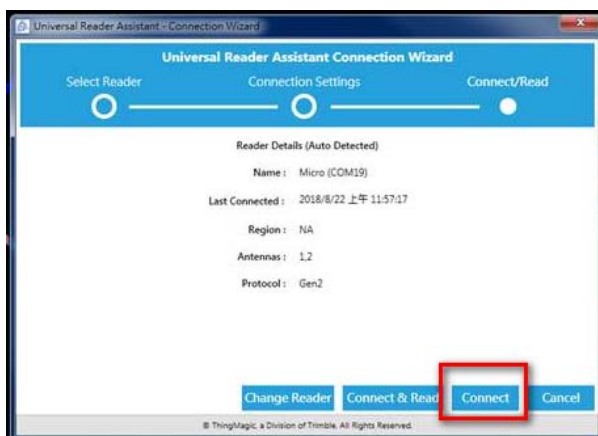 Universal Reader Assistant - Connection Wizard
Universal Reader Assistant Connection Wizard
Select Reader Connection Settings Connect/Read
Reader Details (Auto Detected)
Name : Micro (COM19)
Last Connected : 2018/8/22 上午 11:57:17
Region : NA
Antennas : 1,2
Protocol : Gen2
Change Reader Connect & Read Connect Cancel
© ThingMagic, a Division of Trimble, All Rights Reserved.